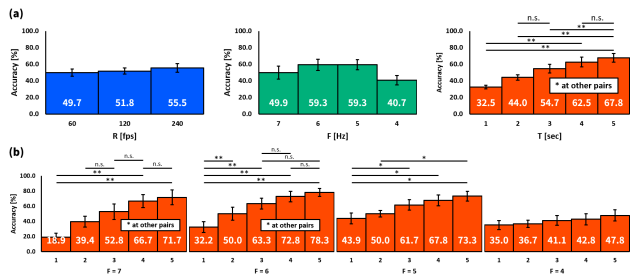 (a)
Accuracy [%]
100.0
80.0
60.0
40.0
20.0
0.0
49.7 51.8 55.5
60 120 240
R [fps]
Accuracy [%]
100.0
80.0
60.0
40.0
20.0
0.0
49.9 59.3 59.3 40.7
7 6 5 4
F [Hz]
Accuracy [%]
100.0
80.0
60.0
40.0
20.0
0.0
n.s. n.s.
**
**
**
**
* at other pairs
32.5 44.0 54.7 62.5 67.8
1 2 3 4 5
T [sec]
(b)
Accuracy [%]
100.0
80.0
60.0
40.0
20.0
0.0
n.s.
n.s. n.s.
**
**
* at other pairs
18.9 39.4 52.8 66.7 71.7
1 2 3 4 5
F = 7
n.s.
** n.s. n.s.
**
**
**
* at other pairs
32.2 50.0 63.3 72.8 78.3
1 2 3 4 5
F = 6
* *
*
*
**
43.9 50.0 61.7 67.8 73.3
1 2 3 4 5
F = 5
35.0 36.7 41.1 42.8 47.8
1 2 3 4 5
F = 4